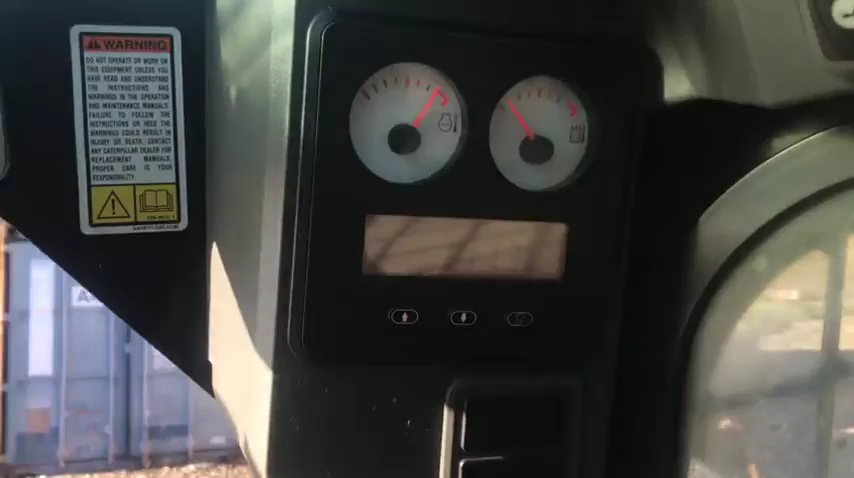 WARNING
DO NOT OPERATE OR WORK ON
THIS EQUIPMENT UNLESS YOU
HAVE READ AND UNDERSTAND
THE INSTRUCTIONS AND
WARNINGS IN THE OPERATION
AND MAINTENANCE MANUALS.
FAILURE TO FOLLOW THE
INSTRUCTIONS OR HEED THE
WARNINGS COULD RESULT IN
INJURY OR DEATH. CONTACT
ANY CATERPILLAR DEALER FOR
REPLACEMENT MANUALS.
PROPER CARE IS YOUR
RESPONSIBILITY.